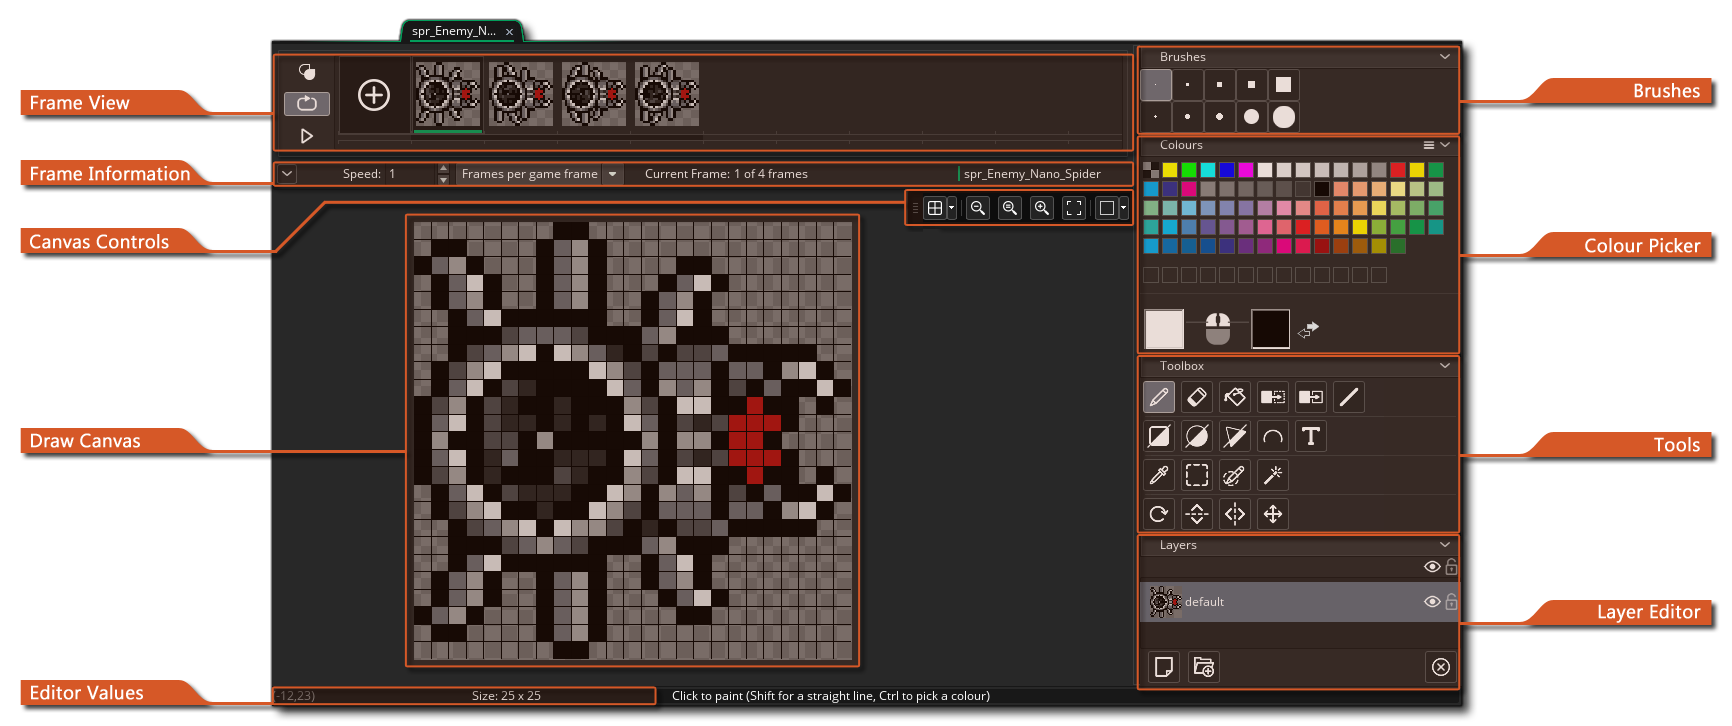 spr_Enemy_N... ×
Frame View
Frame Information
Canvas Controls
Draw Canvas
Editor Values
Speed: 1
Frames per game frame
Current Frame: 1 of 4 frames
spr_Enemy_Nano_Spider
-12,23)
Size: 25 x 25
Click to paint (Shift for a straight line, Ctrl to pick a colour)
Brushes
Colours
Toolbox
T
Layers
default
Brushes
Colour Picker
Tools
Layer Editor